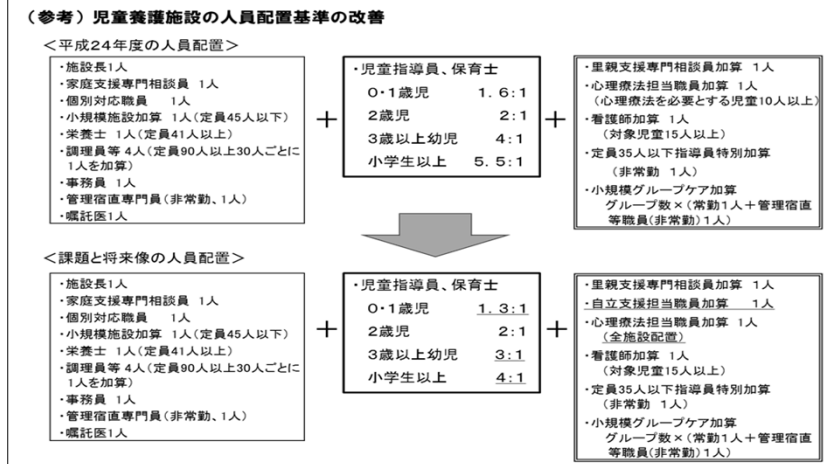 (参考)児童養護施設の人員配置基準の改善
＜平成24年度の人員配置＞
・施設長1人
・家庭支援専門相談員 1人
・個別対応職員 1人
・小規模施設加算 1人(定員45人以下)
・栄養士 1人(定員41人以上)
・調理員等 4人(定員90人以上30人ごとに
1人を加算)
・事務員 1人
・管理宿直専門員(非常勤、1人)
・嘱託医1人
＋
・児童指導員、保育士
0・1歳児 1.6:1
2歳児 2:1
3歳以上幼児 4:1
小学生以上 5.5:1
＋
・里親支援専門相談員加算 1人
・心理療法担当職員加算 1人
(心理療法を必要とする児童10人以上)
・看護師加算 1人
(対象児童15人以上)
・定員35人以下指導員特別加算
(非常勤 1人)
・小規模グループケア加算
グループ数×(常勤1人＋管理宿直
等職員(非常勤)1人)
＜課題と将来像の人員配置＞
・施設長1人
・家庭支援専門相談員 1人
・個別対応職員 1人
・小規模施設加算 1人(定員45人以下)
・栄養士 1人(定員41人以上)
・調理員等 4人(定員90人以上30人ごとに
1人を加算)
・事務員 1人
・管理宿直専門員(非常勤、1人)
・嘱託医1人
＋
・児童指導員、保育士
0・1歳児 1.3:1
2歳児 2:1
3歳以上幼児 3:1
小学生以上 4:1
＋
・里親支援専門相談員加算 1人
・自立支援担当職員加算 1人
・心理療法担当職員加算 1人
(全施設配置)
・看護師加算 1人
(対象児童15人以上)
・定員35人以下指導員特別加算
(非常勤 1人)
・小規模グループケア加算
グループ数×(常勤1人＋管理宿直
等職員(非常勤)1人)